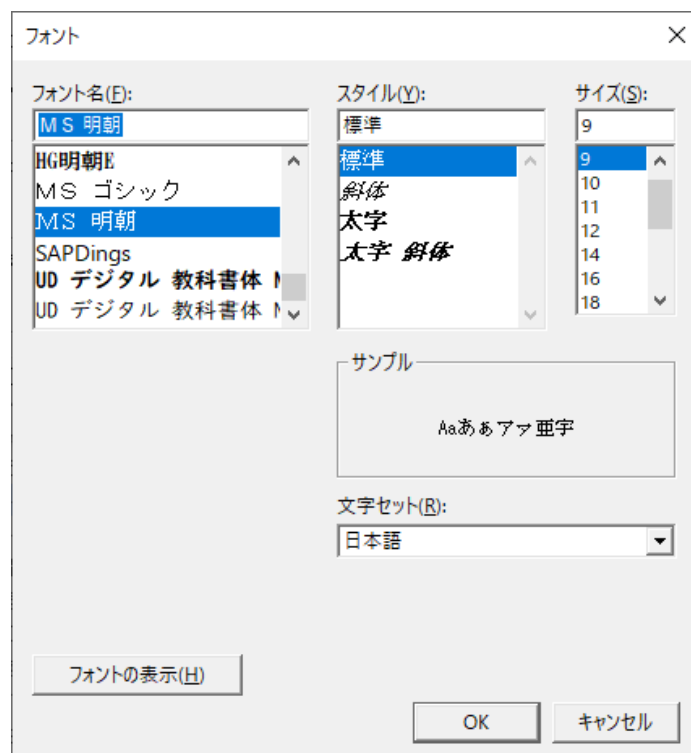 フォント
フォント名(F):
MS 明朝
HG明朝E
MS ゴシック
MS 明朝
SAPDings
UD デジタル 教科書体
UD デジタル 教科書体
スタイル(Y):
標準
標準
斜体
太字
太字 斜体
サイズ(S):
9
9
10
11
12
14
16
18
サンプル
Aaあぁアァ亜宇
文字セット(R):
日本語
フォントの表示(H)
OK
キャンセル